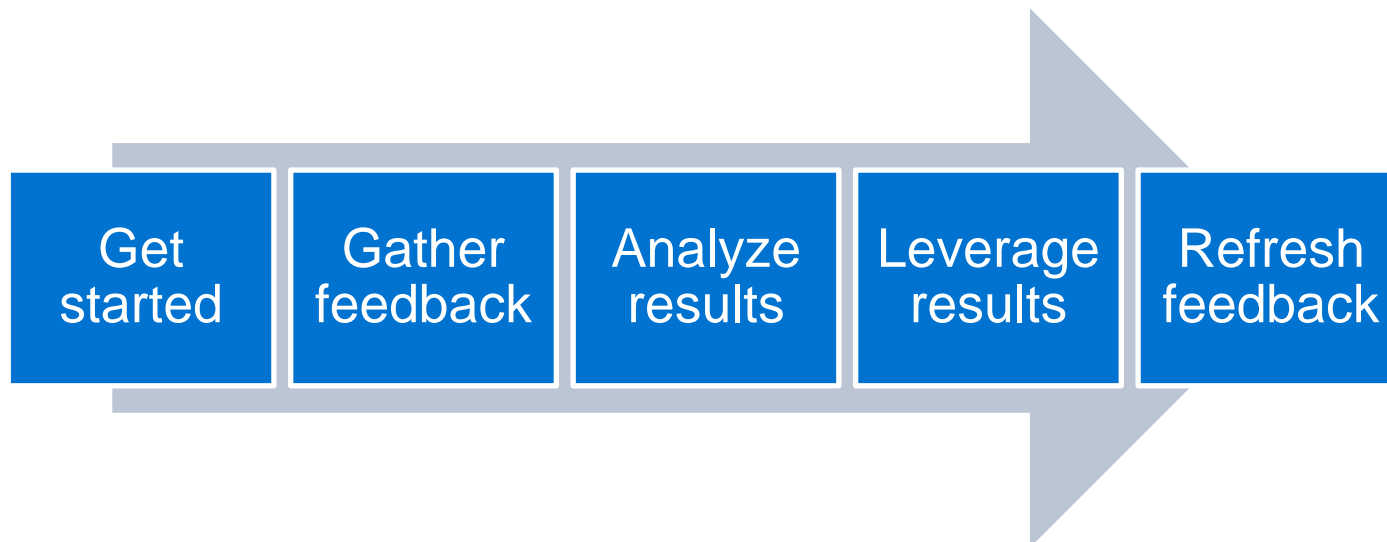 Get
started
Gather
feedback
Analyze
results
Leverage
results
Refresh
feedback